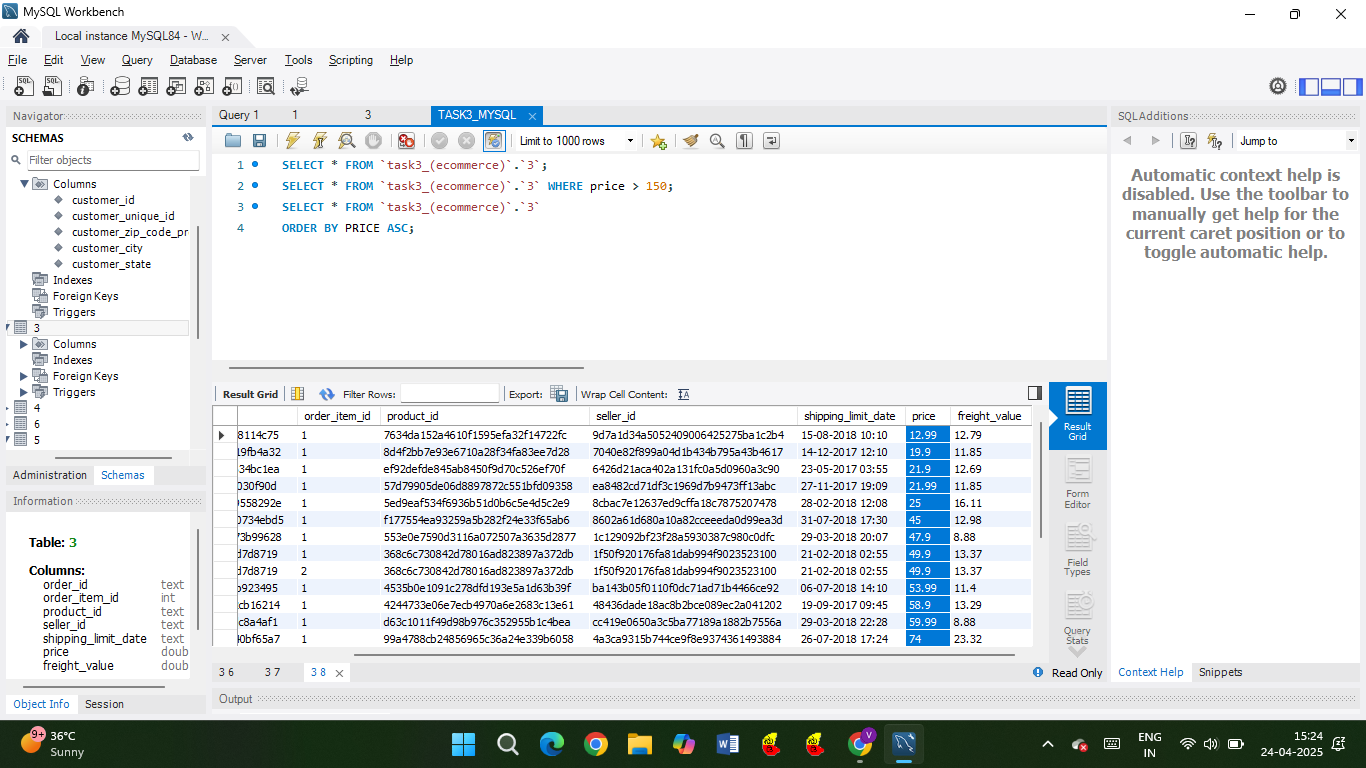 MySQL Workbench
Local instance MySQL84 - W...
File Edit View Query Database Server Tools Scripting Help
Navigator
SCHEMAS
Filter objects
Columns
customer_id
customer_unique_id
customer_zip_code_pr
customer_city
customer_state
Indexes
Foreign Keys
Triggers
3
Columns
Indexes
Foreign Keys
Triggers
4
6
5
Administration Schemas
Information
Table: 3
Columns:
order_id text
order_item_id int
product_id text
seller_id text
shipping_limit_date text
price doub
freight_value doub
Object Info Session
Query 1 1 3 TASK3_MYSQL
Limit to 1000 rows
1 SELECT * FROM `task3_(ecommerce)`.`3`;
2 SELECT * FROM `task3_(ecommerce)`.`3` WHERE price > 150;
3 SELECT * FROM `task3_(ecommerce)`.`3`
4 ORDER BY PRICE ASC;
Result Grid Filter Rows: Export: Wrap Cell Content:
order_item_id product_id seller_id shipping_limit_date price freight_value
8114c75 1 7634da152a4610f1595efa32f14722fc 9d7a1d34a5052409006425275ba1c2b4 15-08-2018 10:10 12.99 12.79
19fb4a32 1 8d4f2bb7e93e6710a28f34fa83ee7d28 7040e82f899a04d1b434b795a43b4617 14-12-2017 12:10 19.9 11.85
34bc1ea 1 ef92defde845ab8450f9d70c526ef70f 6426d21aca402a131fc0a5d0960a3c90 23-05-2017 03:55 21.9 12.69
030f90d 1 57d79905de06d8897872c551bfd09358 ea8482cd71df3c1969d7b9473ff13abc 27-11-2017 19:09 21.99 11.85
558292e 1 5ed9eaf534f6936b51d0b6c5e4d5c2e9 8cbac7e12637ed9cffa18c7875207478 28-02-2018 12:08 25 16.11
0734ebd5 1 f177554ea93259a5b282f24e33f65ab6 8602a61d680a10a82cceeeda0d99ea3d 31-07-2018 17:30 45 12.98
73b99628 1 553e0e7590d3116a072507a3635d2877 1c129092bf23f28a5930387c980c0dfc 29-03-2018 20:07 47.9 8.88
d7d8719 1 368c6c730842d78016ad823897a372db 1f50f920176fa81dab994f9023523100 21-02-2018 02:55 49.9 13.37
d7d8719 2 368c6c730842d78016ad823897a372db 1f50f920176fa81dab994f9023523100 21-02-2018 02:55 49.9 13.37
b923495 1 4535b0e1091c278dfd193e5a1d63b39f ba143b05f0110f0dc71ad71b4466ce92 06-07-2018 14:10 53.99 11.4
cb16214 1 4244733e06e7ecb4970a6e2683c13e61 48436dade18ac8b2bce089ec2a041202 19-09-2017 09:45 58.9 13.29
c8a4af1 1 d63c1011f49d98b976c352955b1c4bea cc419e0650a3c5ba77189a1882b7556a 29-03-2018 22:28 59.99 8.88
00bf65a7 1 99a4788cb24856965c36a24e339b6058 4a3ca9315b744ce9f8e9374361493884 26-07-2018 17:24 74 23.32
Result Grid
Form Editor
Field Types
Query Stats
3 6 3 7 3 8 Read Only
Output
SQLAdditions
Jump to
Automatic context help is
disabled. Use the toolbar to
manually get help for the
current caret position or to
toggle automatic help.
Context Help Snippets
9+ 36°C
Sunny
V
ENG
IN
15:24
24-04-2025